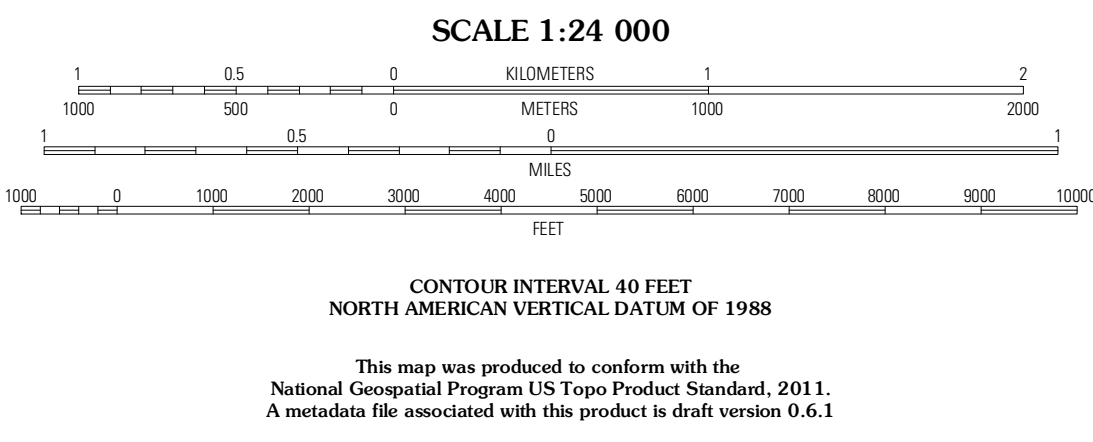 SCALE 1:24 000
1 0.5 0 KILOMETERS 1 2
1000 500 0 METERS 1000 2000
1 0.5 0 1
MILES
1000 0 1000 2000 3000 4000 5000 6000 7000 8000 9000 10000
FEET
CONTOUR INTERVAL 40 FEET
NORTH AMERICAN VERTICAL DATUM OF 1988
This map was produced to conform with the
National Geospatial Program US Topo Product Standard, 2011.
A metadata file associated with this product is draft version 0.6.1